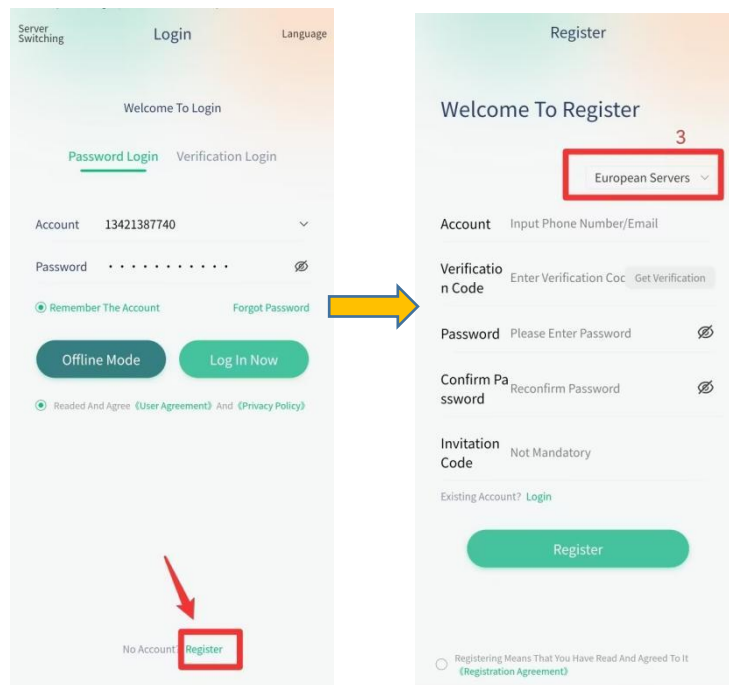 Server
Switching
Login
Language
Welcome To Login
Password Login
Verification Login
Account
13421387740
Password
Remember The Account
Forgot Password
Offline Mode
Log In Now
Readed And Agree《User Agreement》And《Privacy Policy》
No Account?
Register
Register
Welcome To Register
3
European Servers
Account
Input Phone Number/Email
Verificatio
n Code
Enter Verification Coc
Get Verification
Password
Please Enter Password
Confirm Pa
ssword
Reconfirm Password
Invitation
Code
Not Mandatory
Existing Account? Login
Register
Registering Means That You Have Read And Agreed To It
《Registration Agreement》